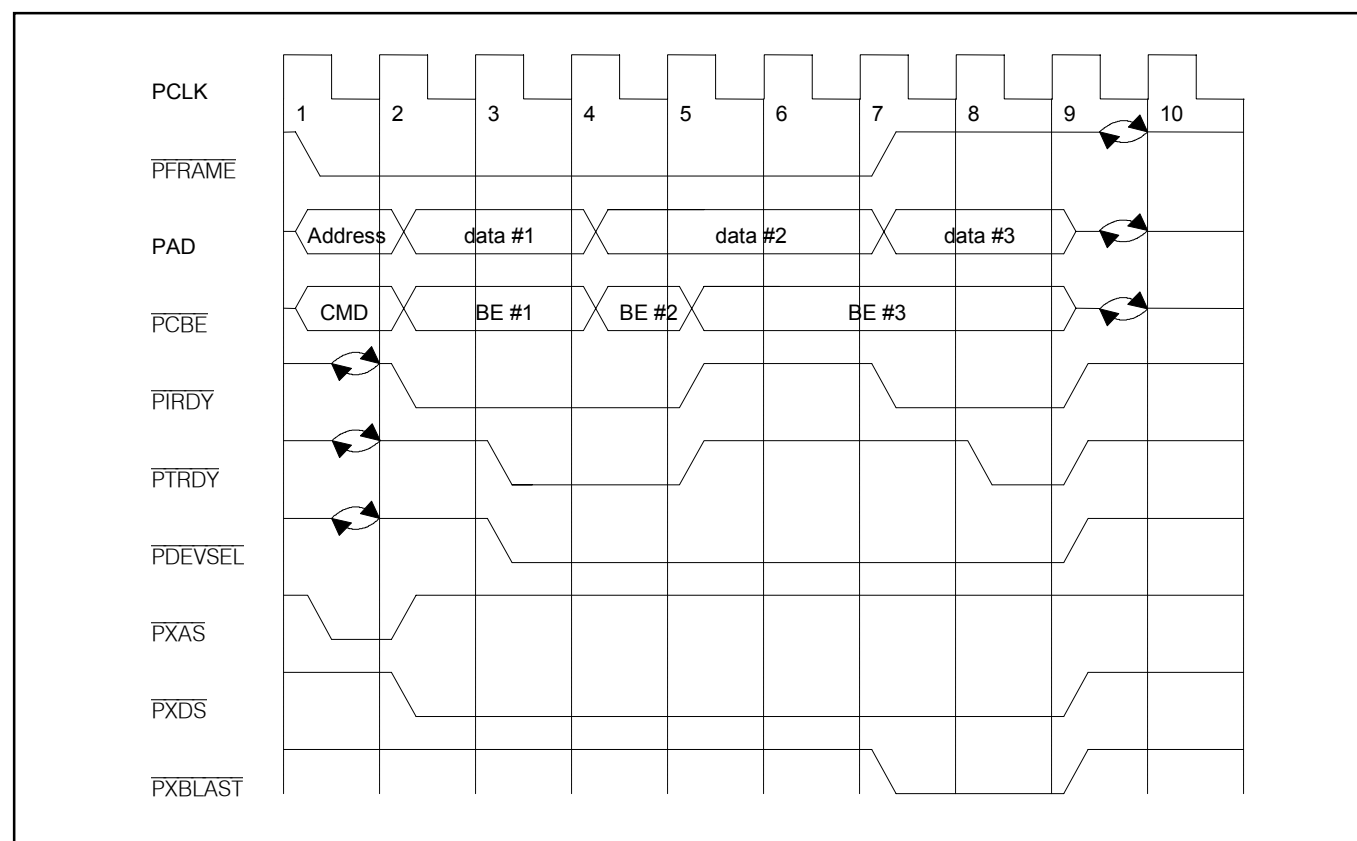 PCLK
1 2 3 4 5 6 7 8 9 10
PFRAME
PAD
Address data #1 data #2 data #3
PCBE
CMD BE #1 BE #2 BE #3
PIRDY
PTRDY
PDEVSEL
PXAS
PXDS
PXBLAST